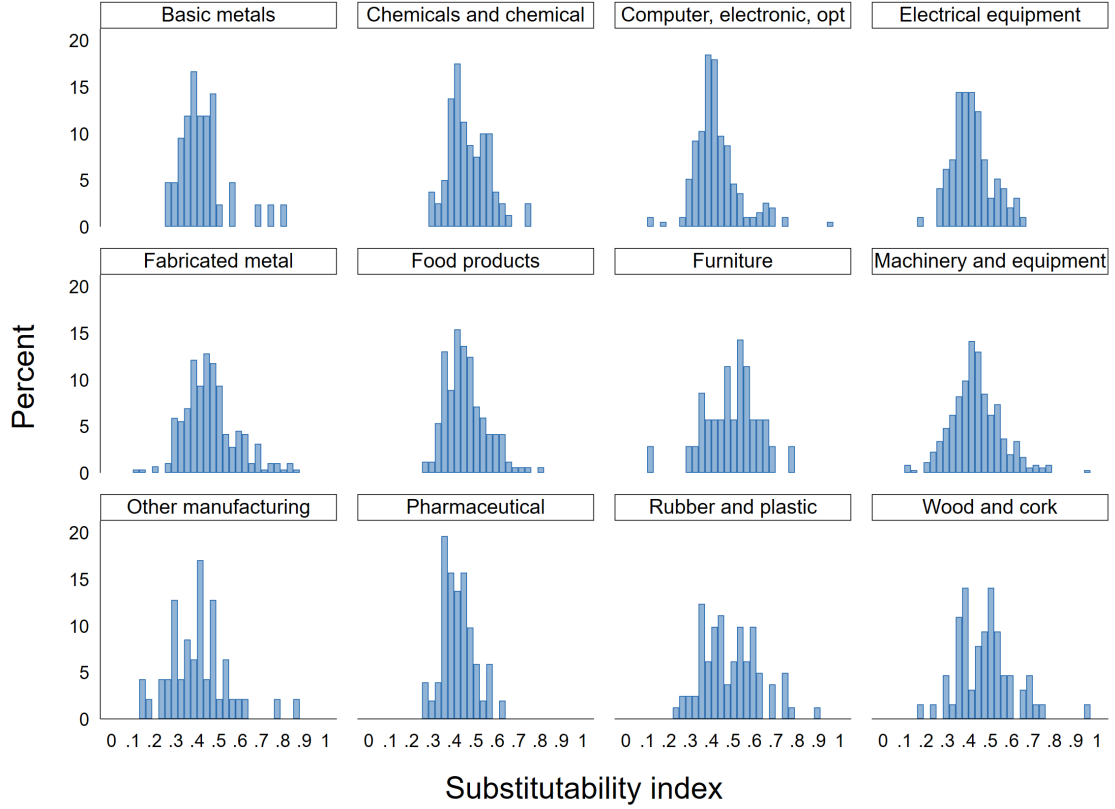 Basic metals
Chemicals and chemical
Computer, electronic, opt
Electrical equipment
20
15
10
5
0
Fabricated metal
Food products
Furniture
Machinery and equipment
20
15
10
5
0
Percent
Other manufacturing
Pharmaceutical
Rubber and plastic
Wood and cork
20
15
10
5
0
0 .1 .2 .3 .4 .5 .6 .7 .8 .9 1
0 .1 .2 .3 .4 .5 .6 .7 .8 .9 1
0 .1 .2 .3 .4 .5 .6 .7 .8 .9 1
0 .1 .2 .3 .4 .5 .6 .7 .8 .9 1
Substitutability index